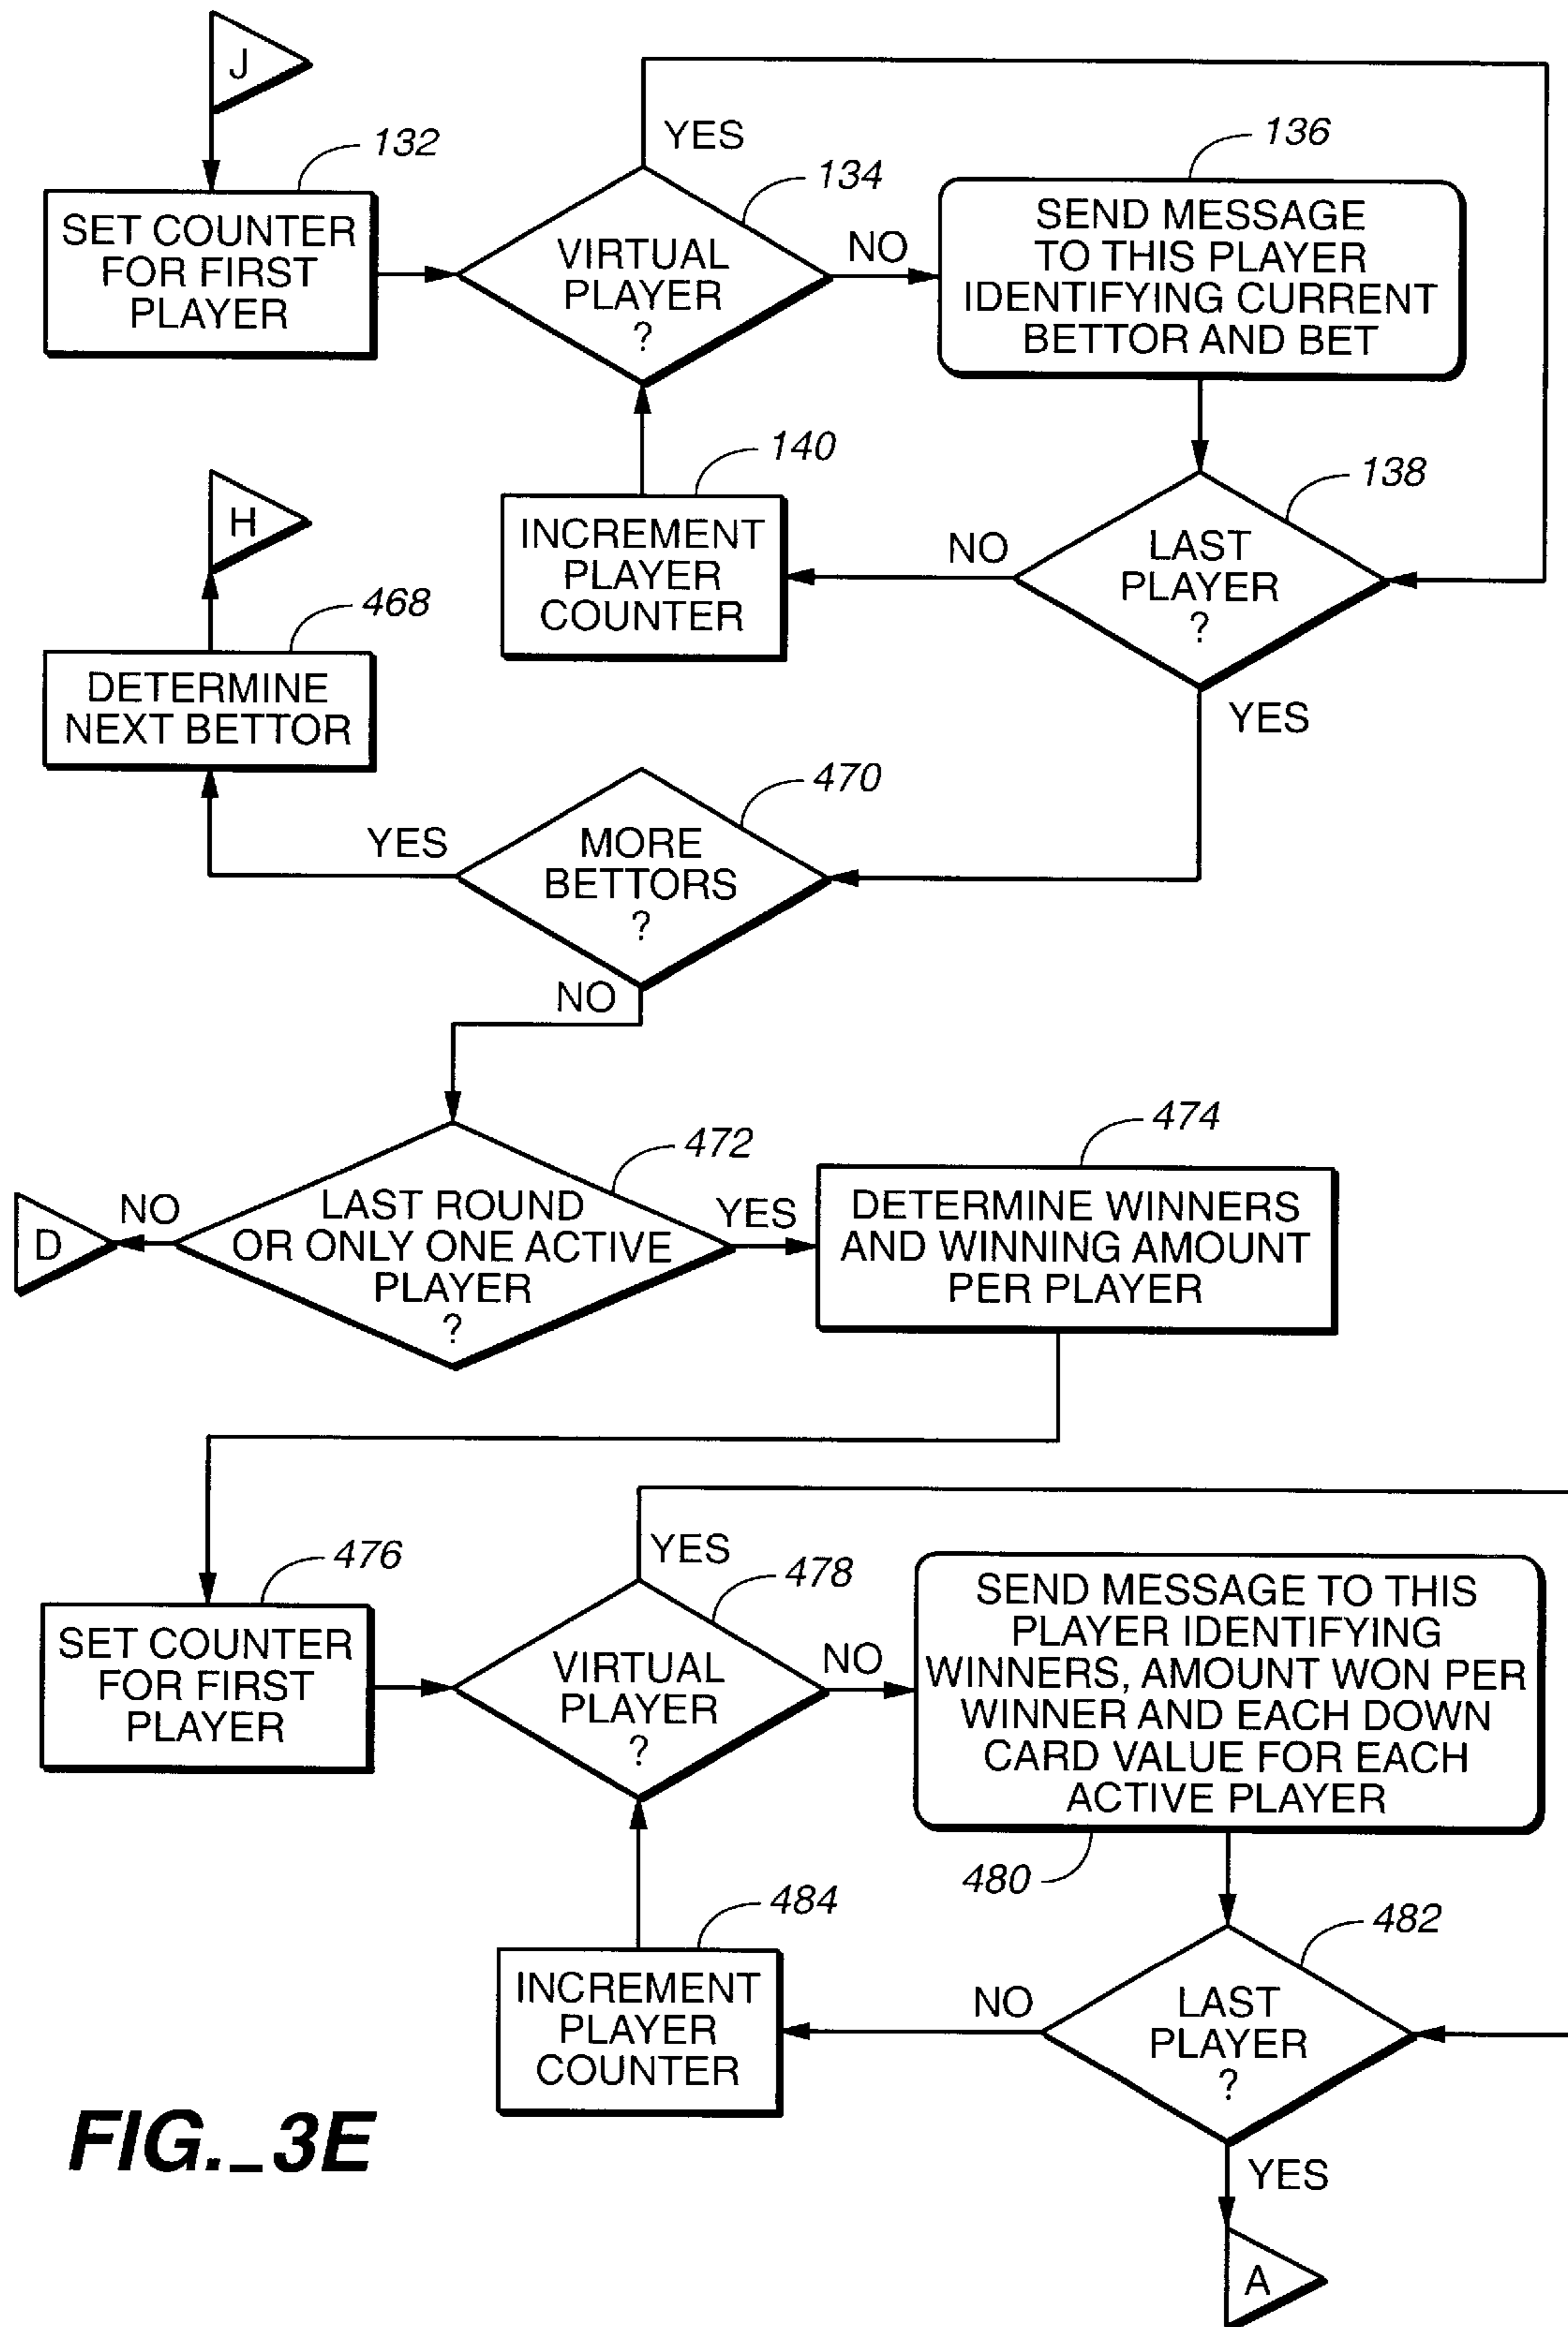 J
132
SET COUNTER
FOR FIRST
PLAYER
YES
134
VIRTUAL
PLAYER
?
NO
136
SEND MESSAGE
TO THIS PLAYER
IDENTIFYING CURRENT
BETTOR AND BET
138
LAST
PLAYER
?
NO
YES
140
INCREMENT
PLAYER
COUNTER
H
468
DETERMINE
NEXT BETTOR
470
MORE
BETTORS
?
YES
NO
472
LAST ROUND
OR ONLY ONE ACTIVE
PLAYER
?
NO
D
YES
474
DETERMINE WINNERS
AND WINNING AMOUNT
PER PLAYER
476
SET COUNTER
FOR FIRST
PLAYER
YES
478
VIRTUAL
PLAYER
?
NO
SEND MESSAGE TO THIS
PLAYER IDENTIFYING
WINNERS, AMOUNT WON PER
WINNER AND EACH DOWN
CARD VALUE FOR EACH
ACTIVE PLAYER
480
482
LAST
PLAYER
?
NO
484
INCREMENT
PLAYER
COUNTER
YES
A
FIG._3E